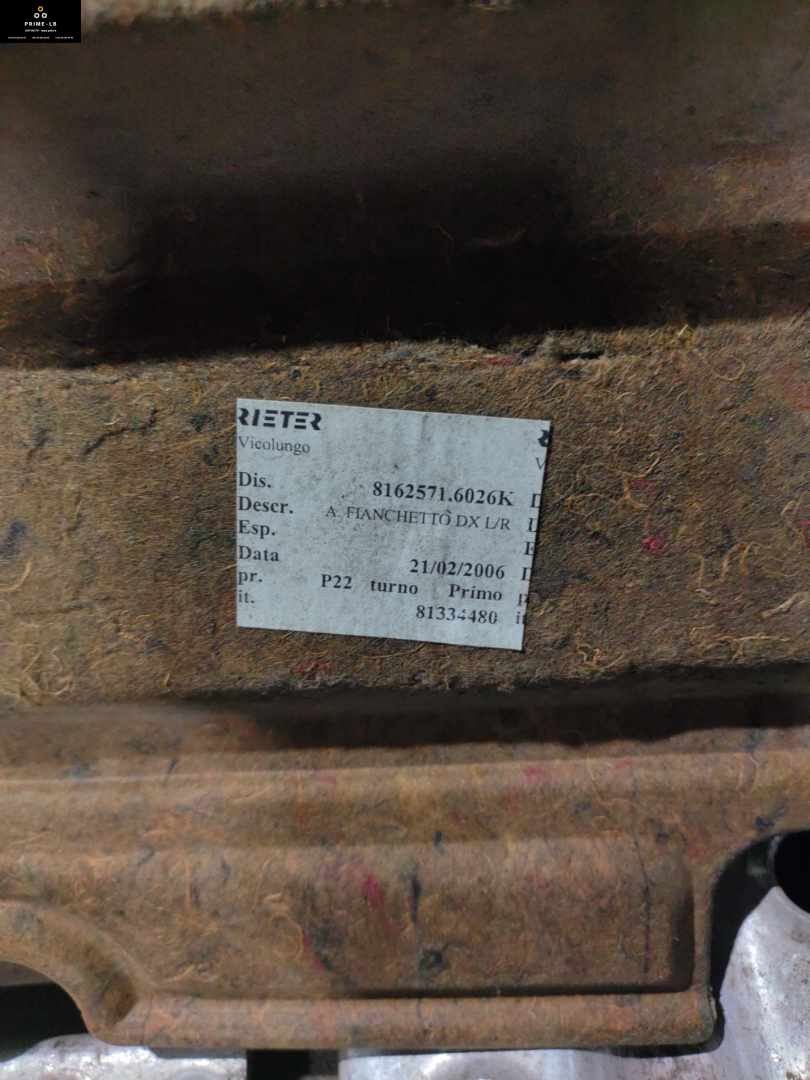 PRIME-LB
RIETER
Vicolungo
Dis. 8162571.6026K
Descr. A. FIANCHETTO DX L/R
Esp.
Data 21/02/2006
pr. P22 turno Primo
it. 81334480